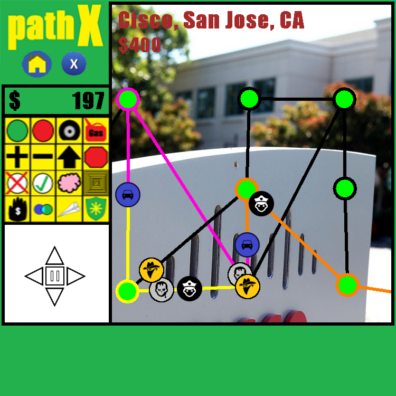 pathX
Cisco, San Jose, CA
$400
X
$ 197
Gas